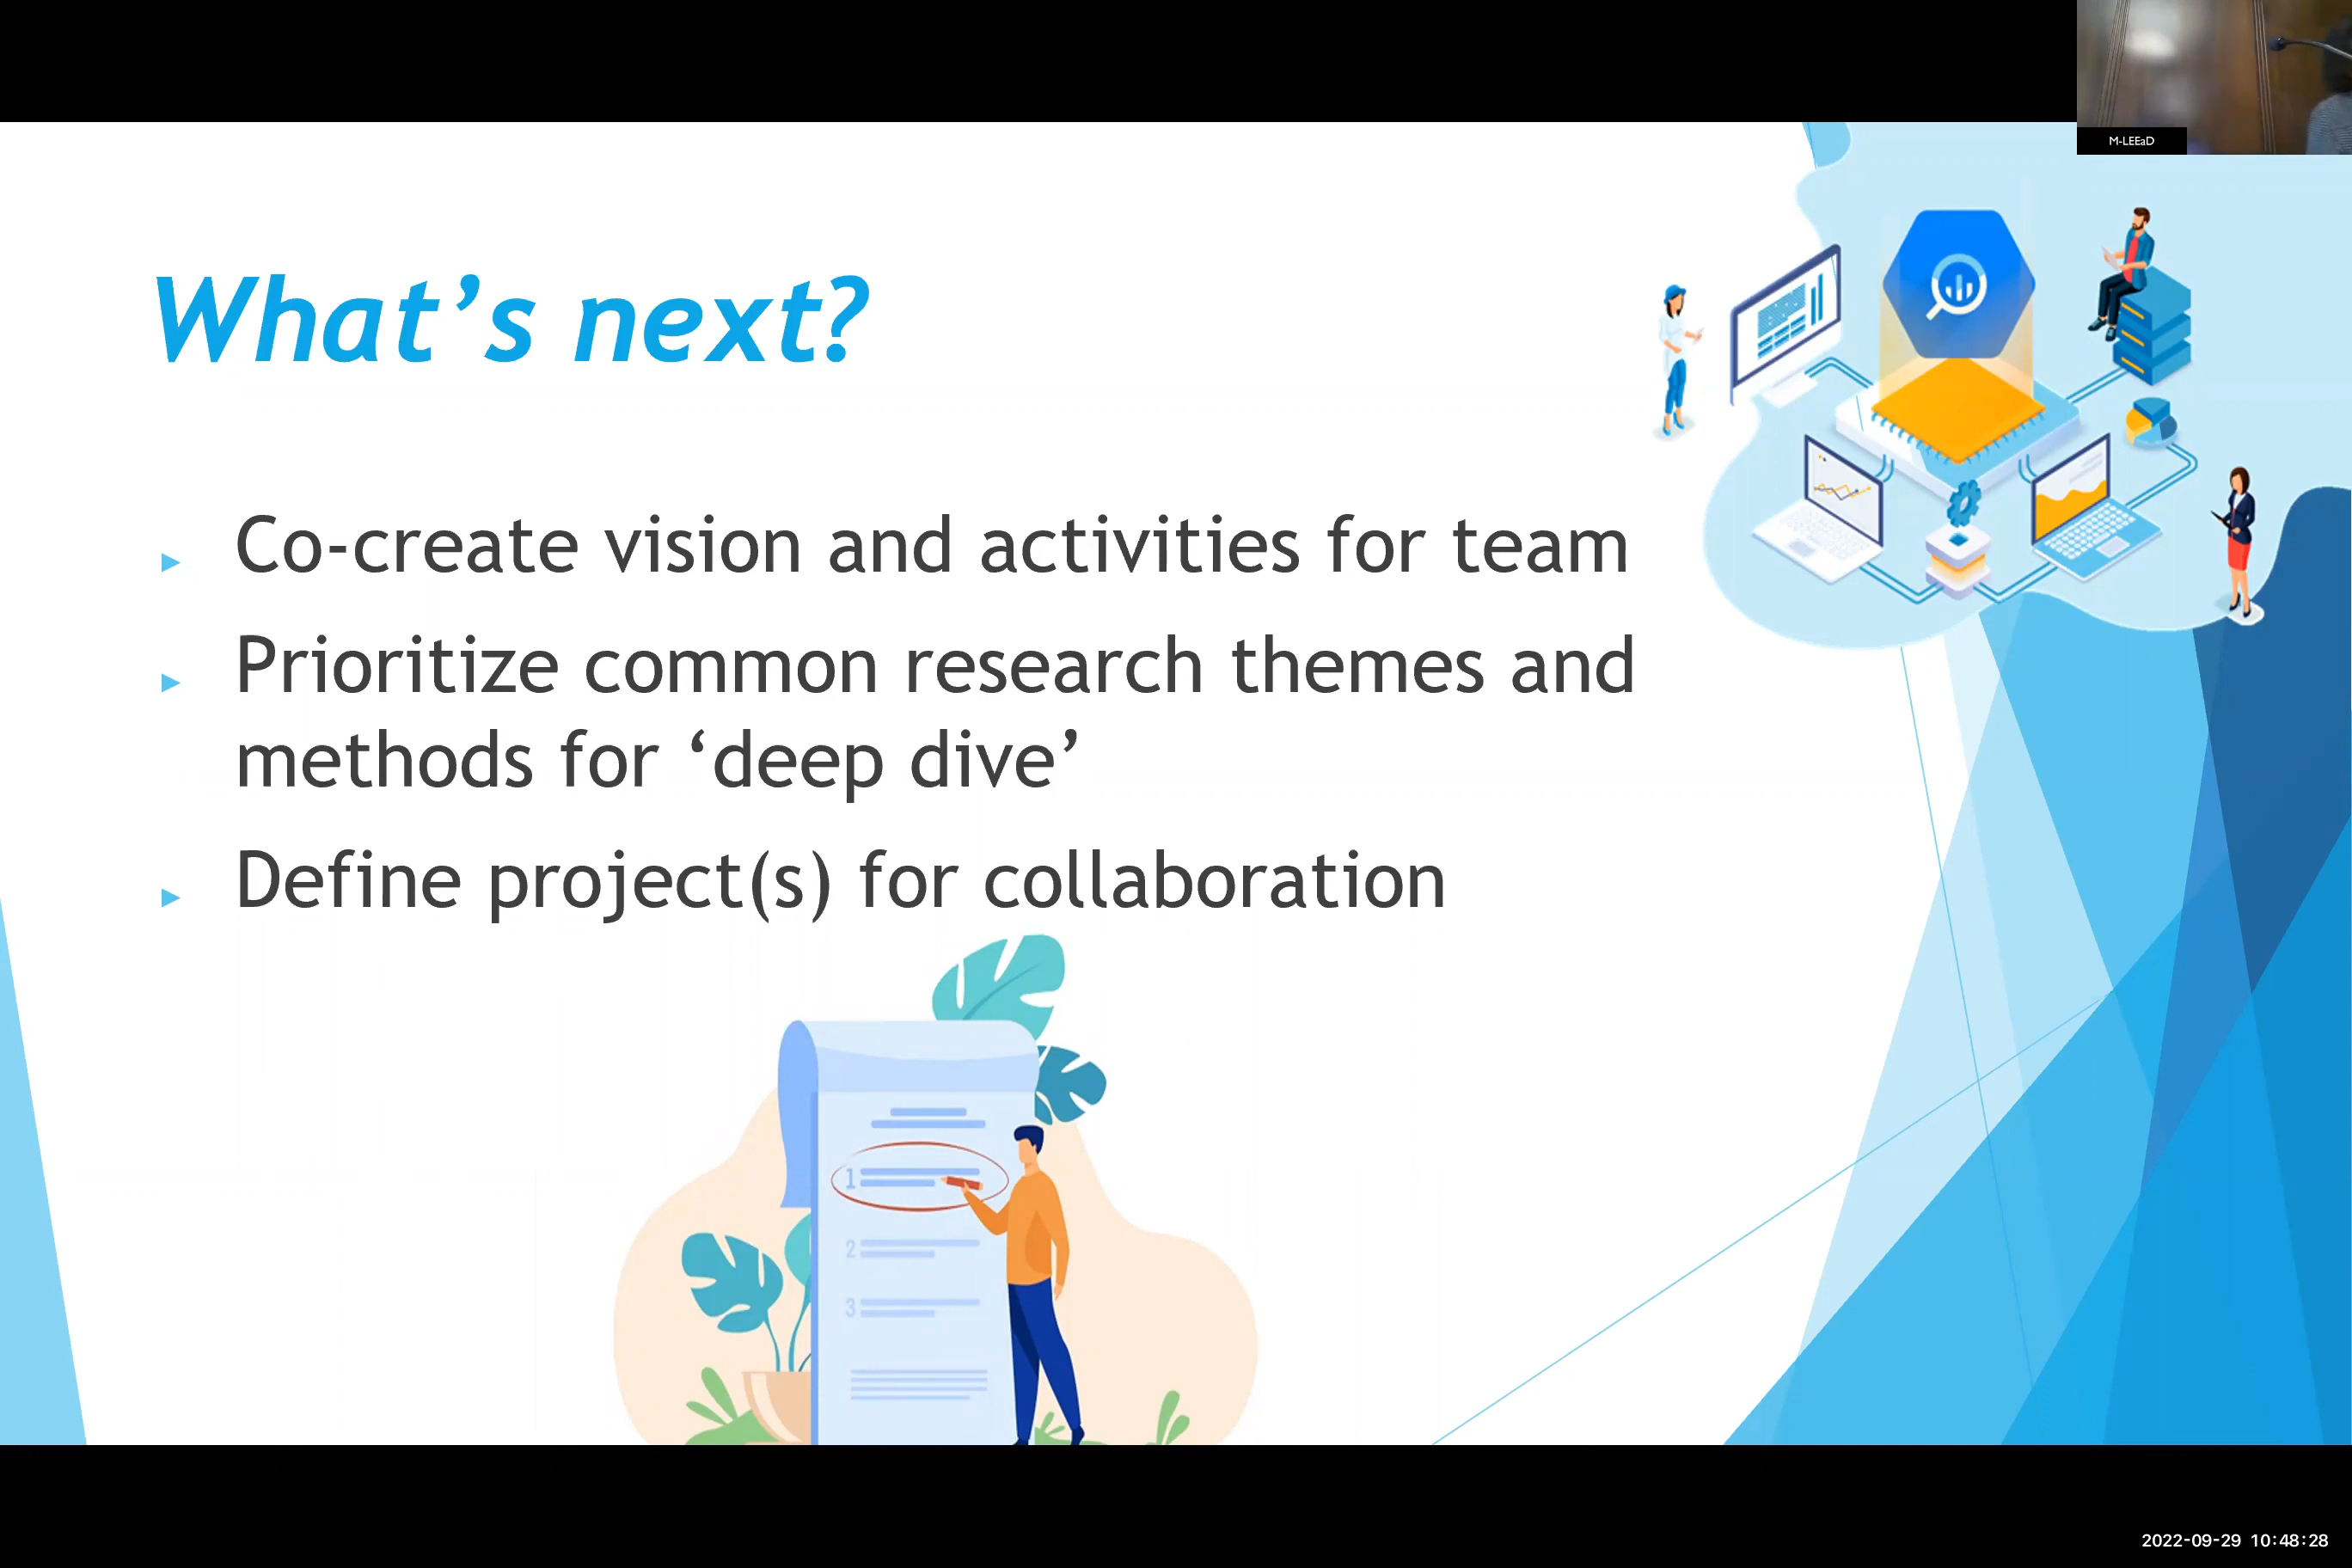 M-LEEaD
What’s next?
Co-create vision and activities for team
Prioritize common research themes and
methods for ‘deep dive’
Define project(s) for collaboration
1
2
3
2022-09-29 10:48:28